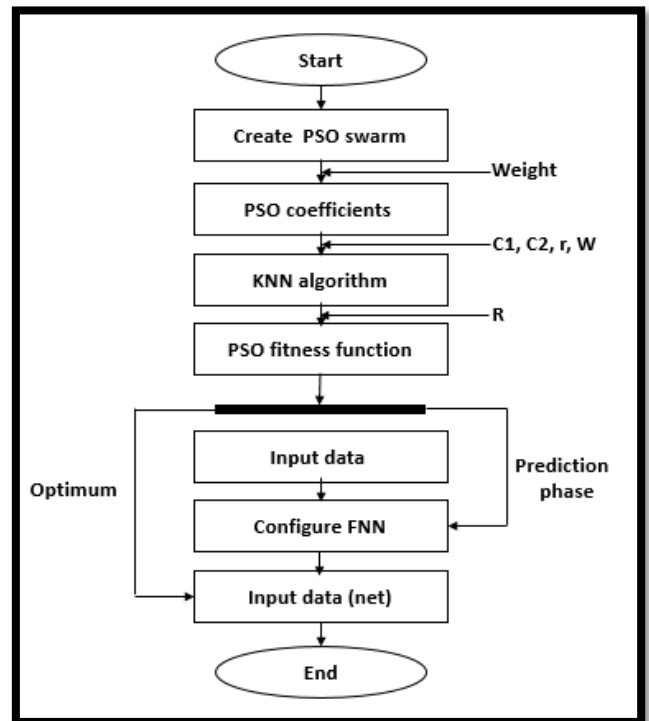 Start
Create PSO swarm
Weight
PSO coefficients
C1, C2, r, W
KNN algorithm
R
PSO fitness function
Input data
Optimum
Prediction
phase
Configure FNN
Input data (net)
End